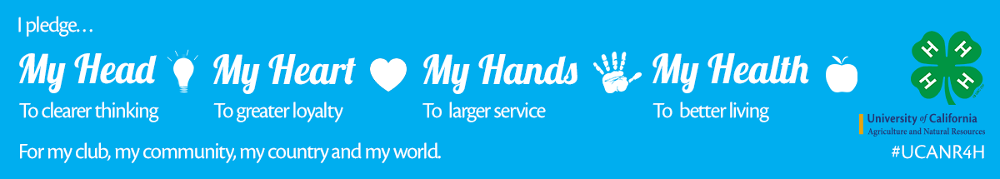 I pledge...
My Head My Heart My Hands My Health
To clearer thinking To greater loyalty To larger service To better living
For my club, my community, my country and my world.
H H H H
University of California
Agriculture and Natural Resources
#UCANR4H